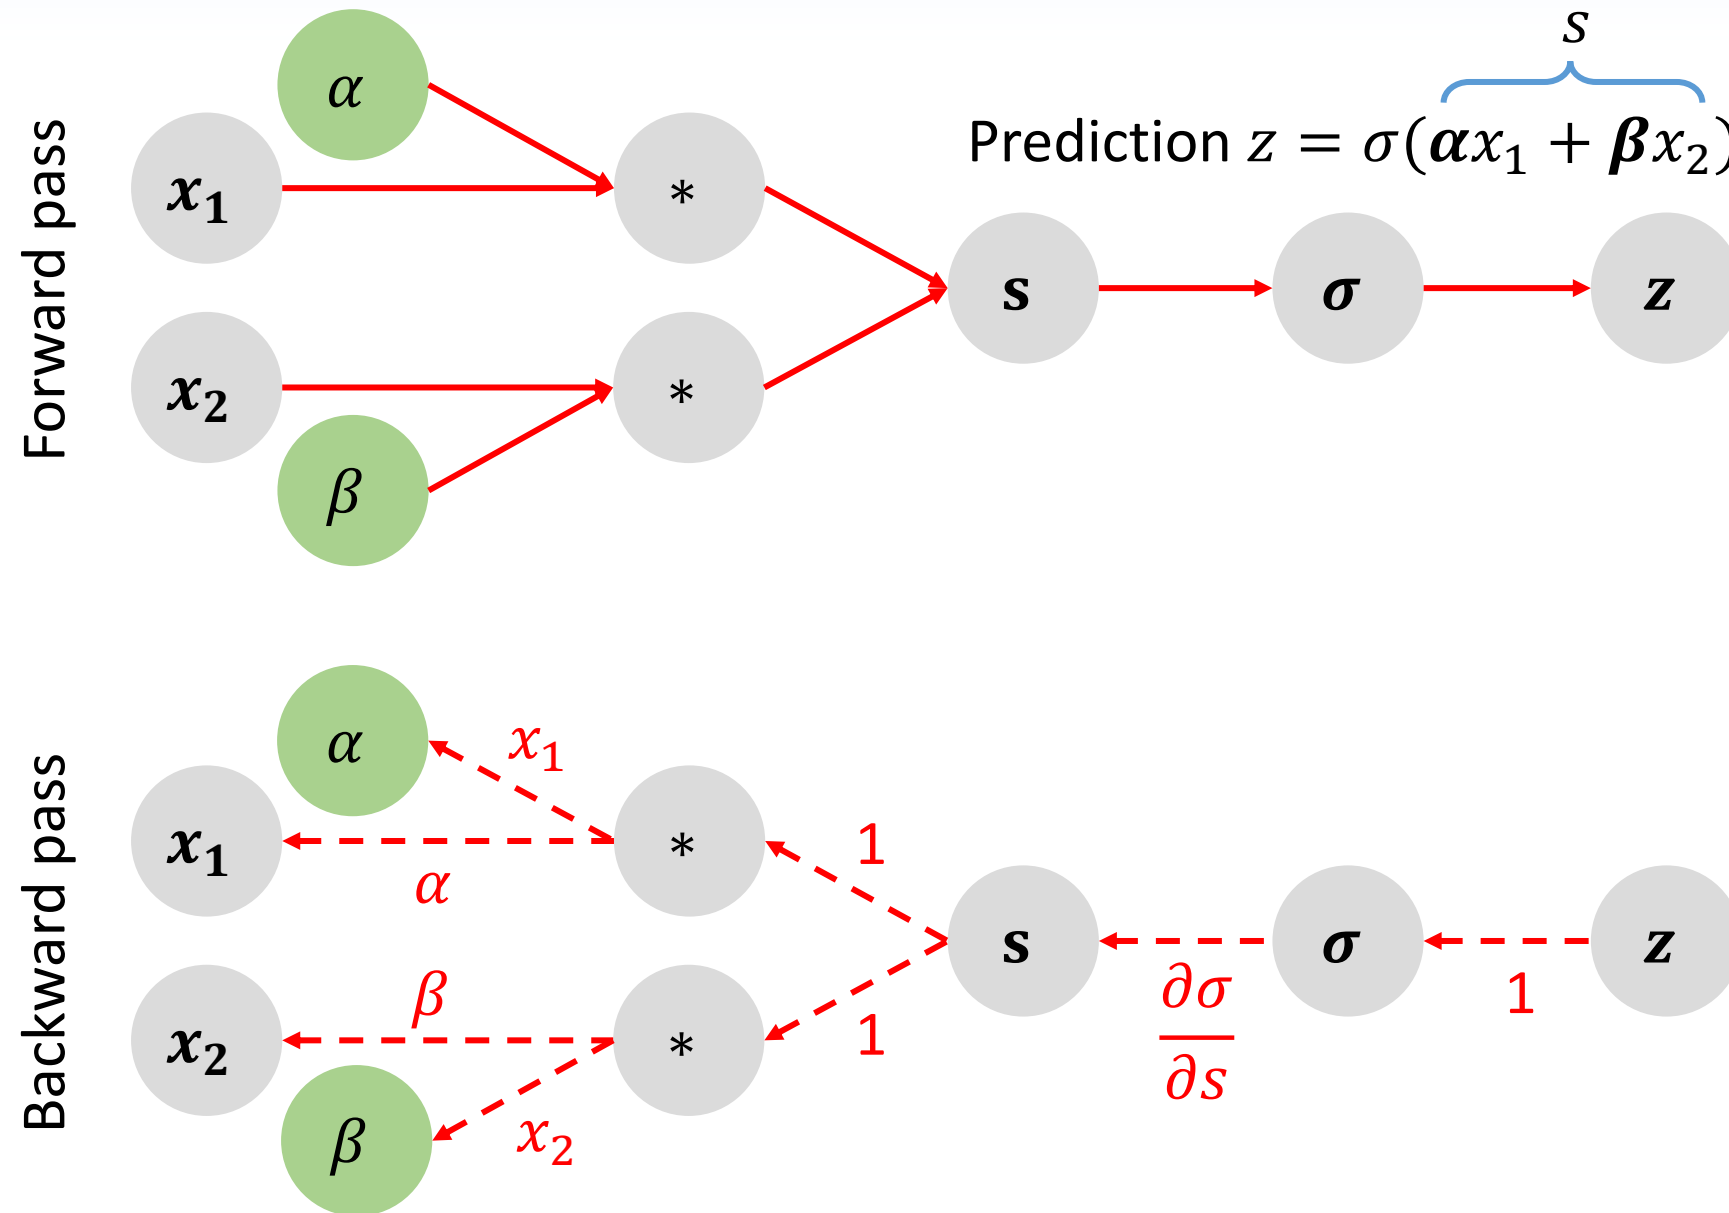 Forward pass
s
Prediction z = σ(αx₁ + βx₂)
α
x₁
*
s
σ
z
x₂
*
β
Backward pass
α
x₁
x₁
*
1
α
s
σ
z
β
x₂
*
1
∂σ
∂s
1
β
x₂